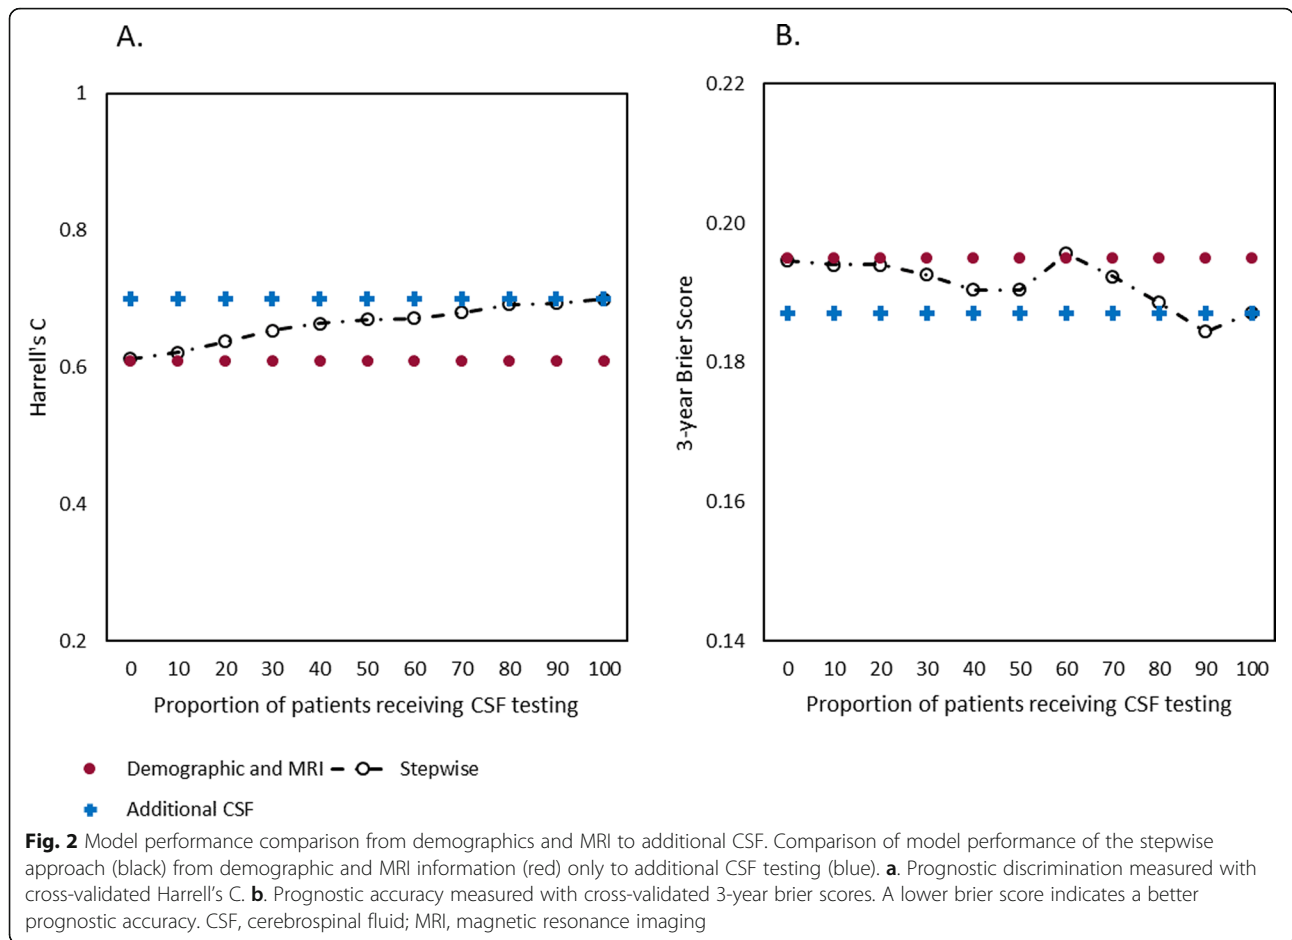 A.
1
0.8
0.6
0.4
0.2
Harrell's C
0 10 20 30 40 50 60 70 80 90 100
Proportion of patients receiving CSF testing
B.
0.22
0.20
0.18
0.16
0.14
3-year Brier Score
0 10 20 30 40 50 60 70 80 90 100
Proportion of patients receiving CSF testing
Demographic and MRI
Stepwise
Additional CSF
Fig. 2 Model performance comparison from demographics and MRI to additional CSF. Comparison of model performance of the stepwise
approach (black) from demographic and MRI information (red) only to additional CSF testing (blue). a. Prognostic discrimination measured with
cross-validated Harrell's C. b. Prognostic accuracy measured with cross-validated 3-year brier scores. A lower brier score indicates a better
prognostic accuracy. CSF, cerebrospinal fluid; MRI, magnetic resonance imaging